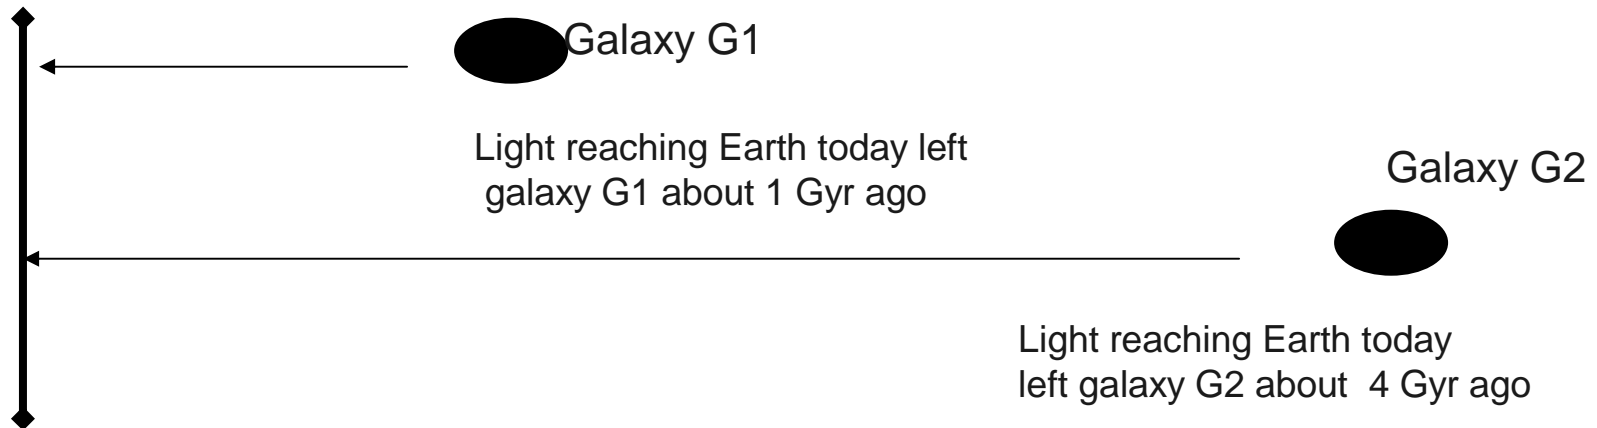 Galaxy G1
Light reaching Earth today left
galaxy G1 about 1 Gyr ago
Galaxy G2
Light reaching Earth today
left galaxy G2 about  4 Gyr ago